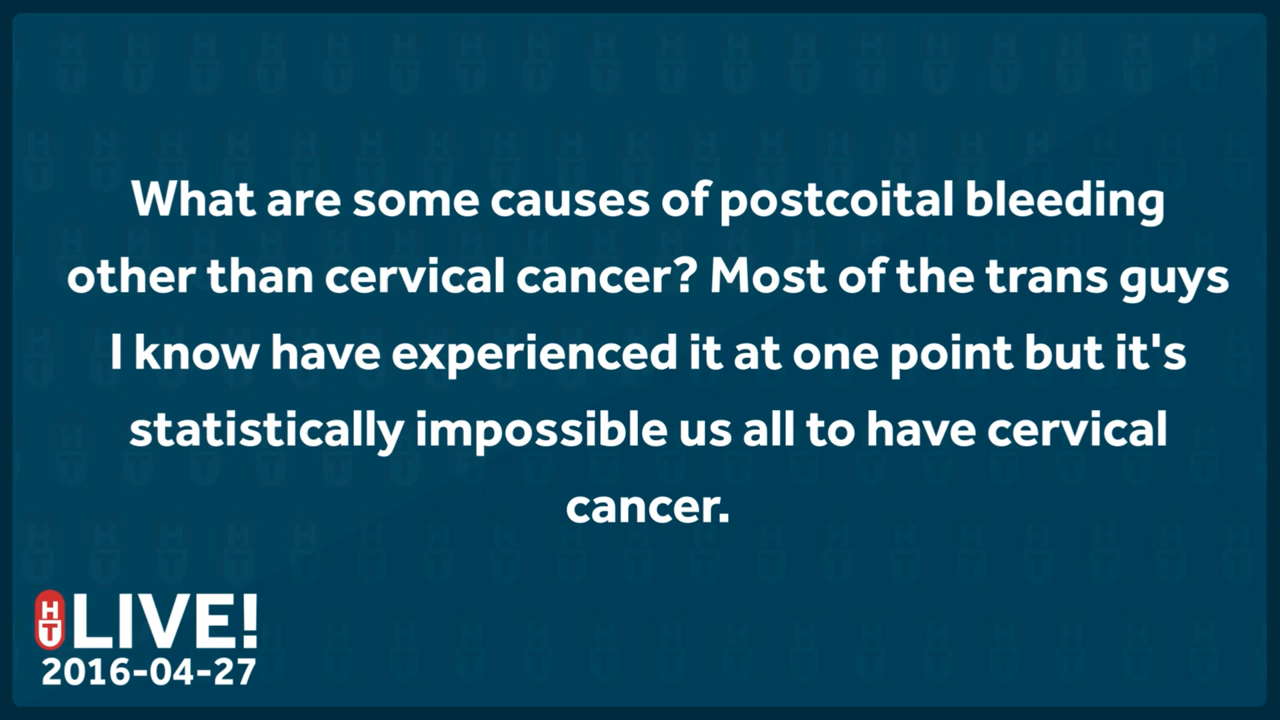 What are some causes of postcoital bleeding
other than cervical cancer? Most of the trans guys
I know have experienced it at one point but it's
statistically impossible us all to have cervical
cancer.
HT LIVE!
2016-04-27